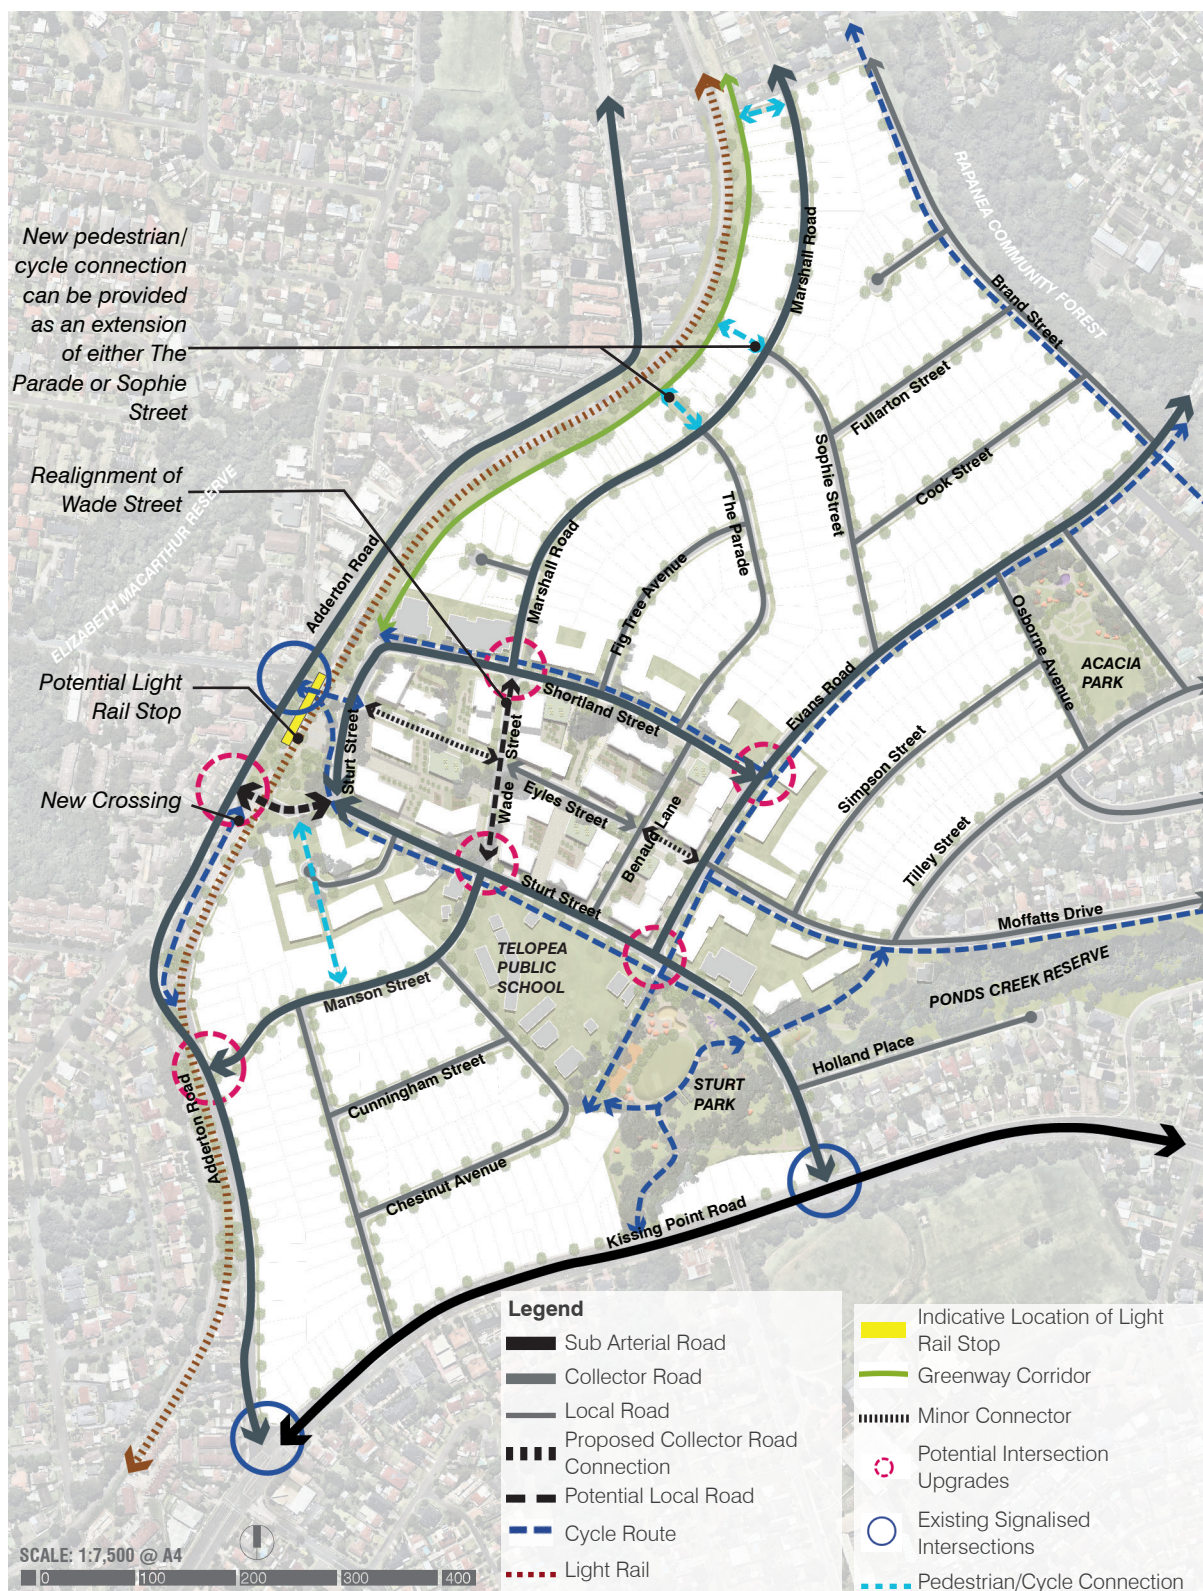 New pedestrian/
cycle connection
can be provided
as an extension
of either The
Parade or Sophie
Street
Realignment of
Wade Street
Potential Light
Rail Stop
New Crossing
RAPANEA COMMUNITY FOREST
ELIZABETH MACARTHUR RESERVE
Marshall Road
Brand Street
Fullarton Street
Cook Street
Sophie Street
The Parade
Adderton Road
Marshall Road
Fig Tree Avenue
Osborne Avenue
ACACIA
PARK
Evans Road
Shortland Street
Simpson Street
Sturt Street
Wade Street
Eyles Street
Benaud Lane
Tilley Street
Sturt Street
Moffatts Drive
TELOPEA
PUBLIC
SCHOOL
PONDS CREEK RESERVE
Manson Street
Holland Place
Cunningham Street
STURT
PARK
Adderton Road
Chestnut Avenue
Kissing Point Road
Legend
Sub Arterial Road
Collector Road
Local Road
Proposed Collector Road
Connection
Potential Local Road
Cycle Route
Light Rail
Indicative Location of Light
Rail Stop
Greenway Corridor
Minor Connector
Potential Intersection
Upgrades
Existing Signalised
Intersections
Pedestrian/Cycle Connection
SCALE: 1:7,500 @ A4
0 100 200 300 400